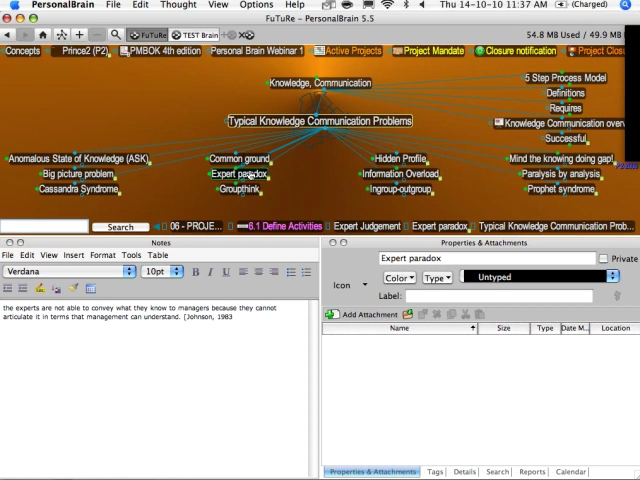 PersonalBrain File Edit Thought View Options Help Thu 14-10-10 11:37 AM (Charged)
FuTuRe - PersonalBrain 5.5
FuTuRe TEST Brain 54.8 MB Used / 49.9 MB
Concepts Prince2 (P2) PMBOK 4th edition Personal Brain Webinar 1 Active Projects Project Mandate Closure notification Project Closu
Knowledge, Communication
5 Step Process Model
Definitions
Requires
Typical Knowledge Communication Problems
Knowledge Communication overv
Successful
Anomalous State of Knowledge (ASK)
Common ground
Hidden Profile
Mind the knowing doing gap!
Big picture problem
Expert paradox
Information Overload
Paralysis by analysis
Cassandra Syndrome
Groupthink
Ingroup-outgroup
Prophet syndrome
Search 06 - PROJE... 6.1 Define Activities Expert Judgement Expert paradox Typical Knowledge Communication Prob...
Notes
File Edit View Insert Format Tools Table
Verdana 10pt B I U
the experts are not able to convey what they know to managers because they cannot
articulate it in terms that management can understand. [Johnson, 1983
Properties & Attachments
Expert paradox Private
Icon Color Type Untyped
Label:
Add Attachment
Name Size Type Date M... Location
Properties & Attachments Tags Details Search Reports Calendar